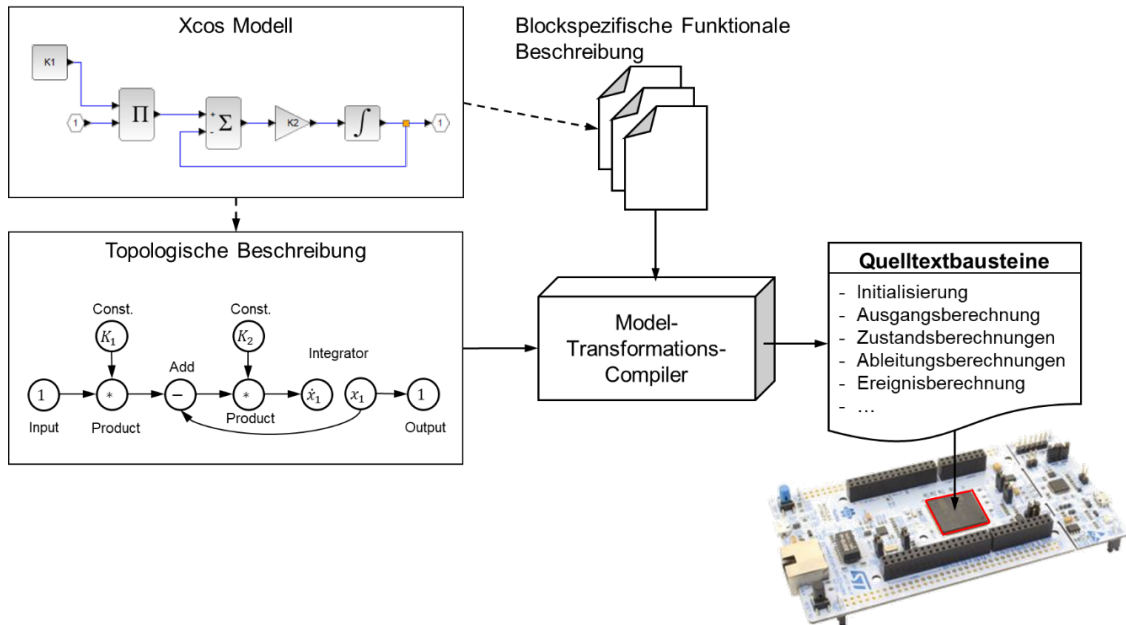 Xcos Modell
K1
1
Π
+
-
Σ
K2
∫
1
Blockspezifische Funktionale
Beschreibung
Topologische Beschreibung
Const.
Const.
K₁
K₂
Add
Integrator
1
*
−
*
ẋ₁
x₁
1
Input
Product
Product
Output
Model-
Transformations-
Compiler
Quelltextbausteine
- Initialisierung
- Ausgangsberechnung
- Zustandsberechnungen
- Ableitungsberechnungen
- Ereignisberechnung
- ...
ST